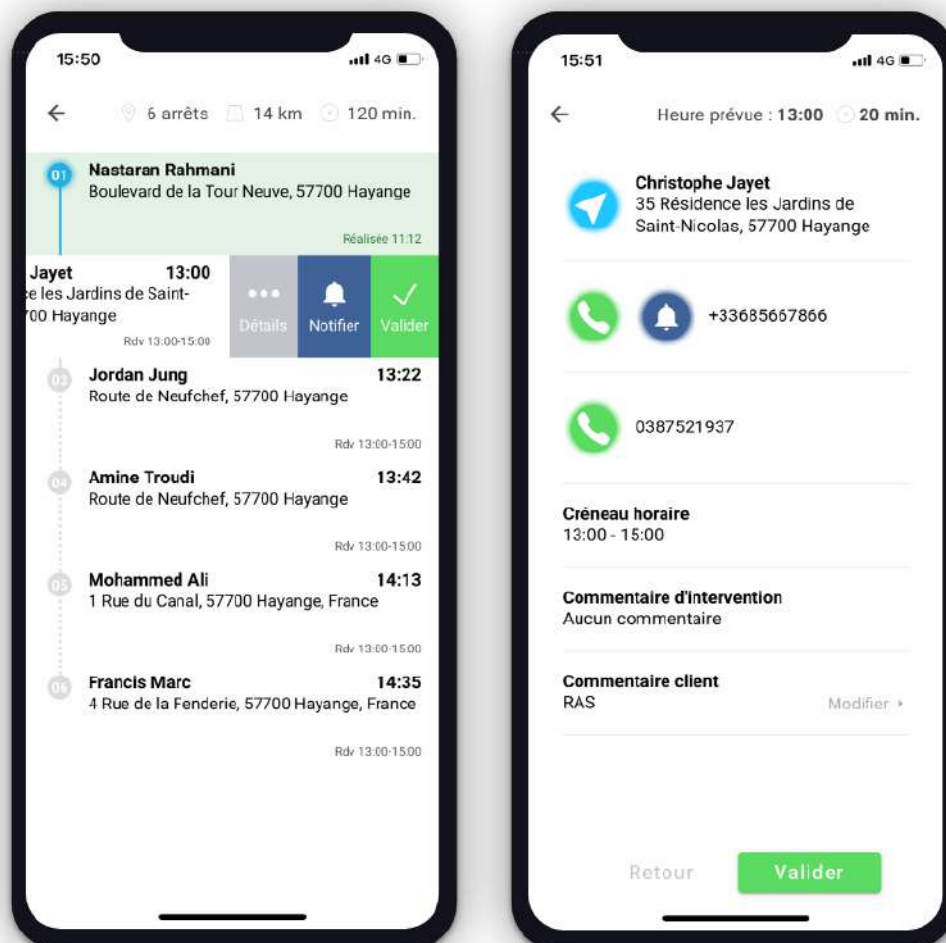 15:50
4G
6 arrêts 14 km 120 min.
01
Nastaran Rahmani
Boulevard de la Tour Neuve, 57700 Hayange
Réalisée 11:12
Jayet 13:00
e les Jardins de Saint-
00 Hayange
Rdv 13:00-15:00
Détails Notifier Valider
03
Jordan Jung 13:22
Route de Neufchef, 57700 Hayange
Rdv 13:00-15:00
04
Amine Troudi 13:42
Route de Neufchef, 57700 Hayange
Rdv 13:00-15:00
05
Mohammed Ali 14:13
1 Rue du Canal, 57700 Hayange, France
Rdv 13:00-15:00
06
Francis Marc 14:35
4 Rue de la Fenderie, 57700 Hayange, France
Rdv 13:00-15:00
15:51
4G
Heure prévue : 13:00 20 min.
Christophe Jayet
35 Résidence les Jardins de
Saint-Nicolas, 57700 Hayange
+33685667866
0387521937
Créneau horaire
13:00 - 15:00
Commentaire d'intervention
Aucun commentaire
Commentaire client
RAS Modifier
Retour Valider